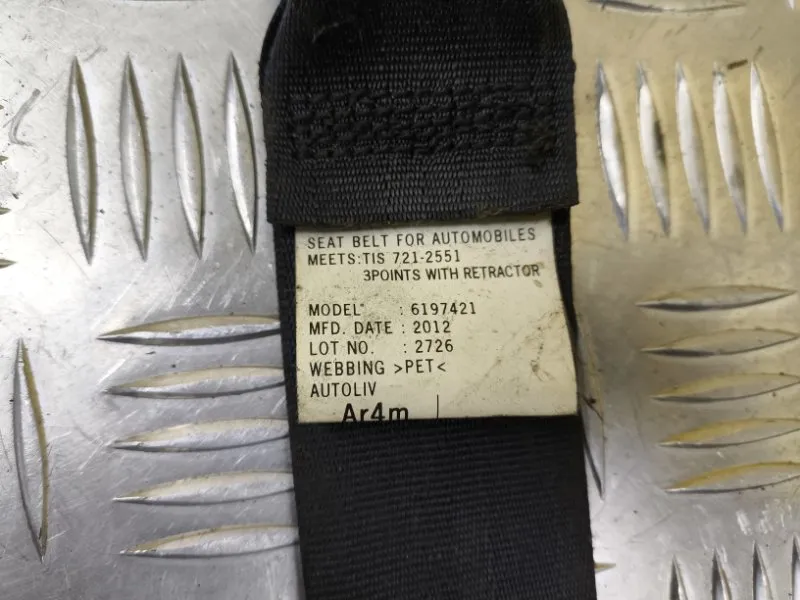 SEAT BELT FOR AUTOMOBILES
MEETS:TIS 721-2551
3POINTS WITH RETRACTOR
MODEL : 6197421
MFD. DATE : 2012
LOT NO. : 2726
WEBBING >PET<
AUTOLIV
Ar4m